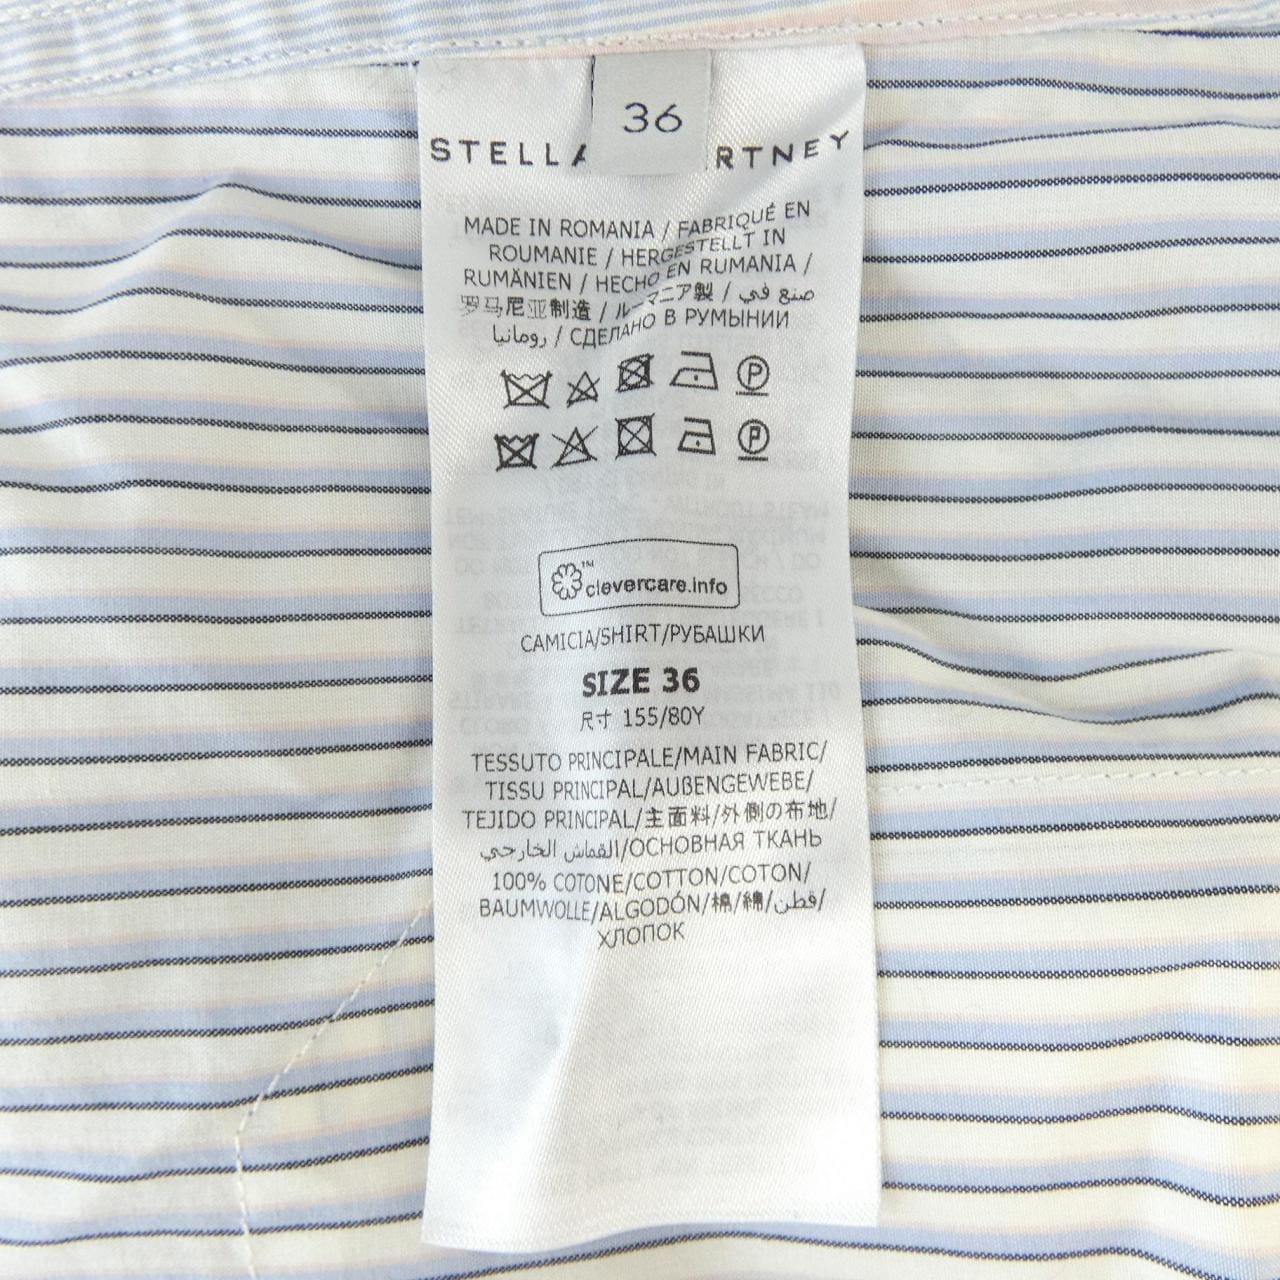 36
STELLA RTNEY
MADE IN ROMANIA / FABRIQUÉ EN
ROUMANIE / HERGESTELLT IN
RUMÄNIEN / HECHO EN RUMANIA /
罗马尼亚制造 / ルーマニア製 / صنع في
رومانيا / СДЕЛАНО В РУМЫНИИ
P
P
clevercare.info™
CAMICIA/SHIRT/РУБАШКИ
SIZE 36
尺寸 155/80Y
TESSUTO PRINCIPALE/MAIN FABRIC/
TISSU PRINCIPAL/AUßENGEWEBE/
TEJIDO PRINCIPAL/主面料/外側の布地/
القماش الخارجي/ОСНОВНАЯ ТКАНЬ
100% COTONE/COTTON/COTON/
BAUMWOLLE/ALGODÓN/棉/綿/قطن/
ХЛОПОК